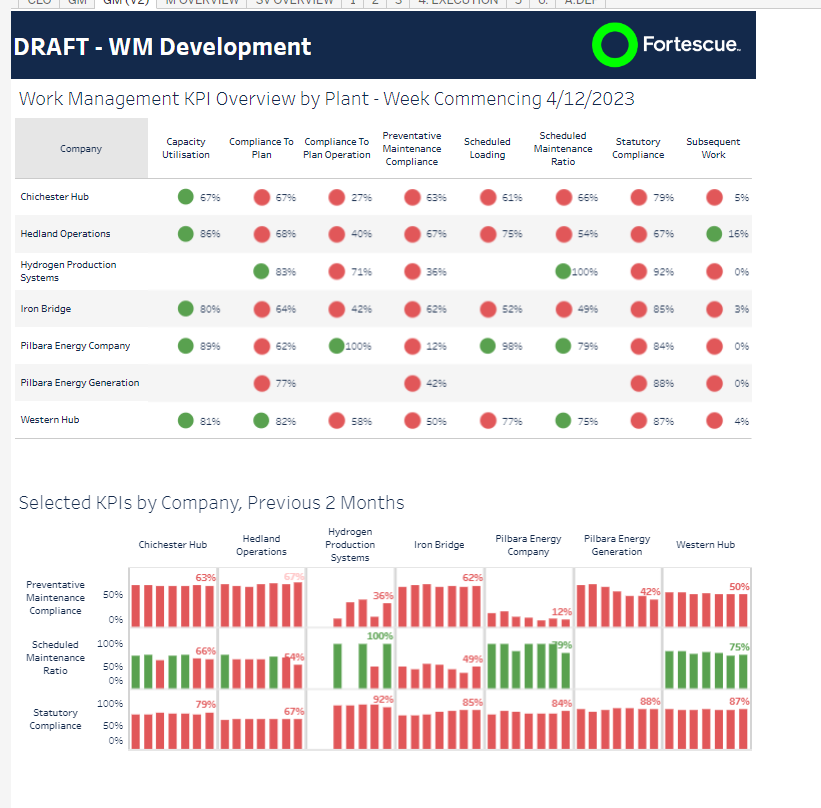 CEO GM GM (V2) M OVERVIEW SV OVERVIEW 1 2 3 4. EXECUTION 5 6. A.DEF
DRAFT - WM Development
Fortescue.
Work Management KPI Overview by Plant - Week Commencing 4/12/2023
Company
Capacity
Utilisation
Compliance To
Plan
Compliance To
Plan Operation
Preventative
Maintenance
Compliance
Scheduled
Loading
Scheduled
Maintenance
Ratio
Statutory
Compliance
Subsequent
Work
Chichester Hub 67% 67% 27% 63% 61% 66% 79% 5%
Hedland Operations 86% 68% 40% 67% 75% 54% 67% 16%
Hydrogen Production
Systems 83% 71% 36% 100% 92% 0%
Iron Bridge 80% 64% 42% 62% 52% 49% 85% 3%
Pilbara Energy Company 89% 62% 100% 12% 98% 79% 84% 0%
Pilbara Energy Generation 77% 42% 88% 0%
Western Hub 81% 82% 58% 50% 77% 75% 87% 4%
Selected KPIs by Company, Previous 2 Months
Chichester Hub
Hedland
Operations
Hydrogen
Production
Systems
Iron Bridge
Pilbara Energy
Company
Pilbara Energy
Generation
Western Hub
Preventative
Maintenance
Compliance
50%
0%
63% 67% 36% 62% 12% 42% 50%
Scheduled
Maintenance
Ratio
100%
50%
0%
66% 54% 100% 49% 79% 75%
Statutory
Compliance
100%
50%
0%
79% 67% 92% 85% 84% 88% 87%